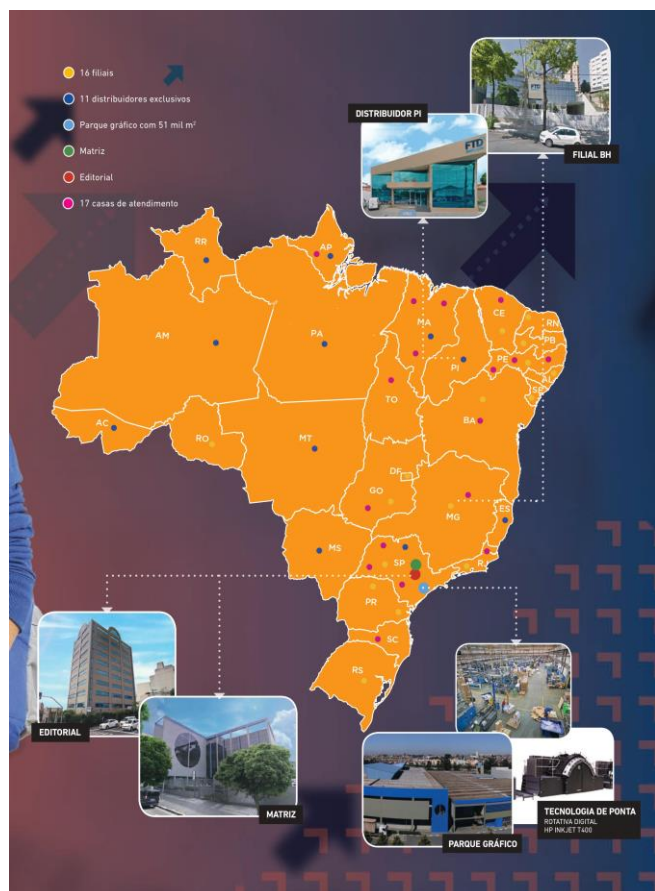 16 filiais
11 distribuidores exclusivos
Parque gráfico com 51 mil m²
Matriz
Editorial
17 casas de atendimento
DISTRIBUIDOR PI
FTD
FTD
FILIAL BH
RR
AP
AM
PA
MA
CE
RN
PB
PE
PI
AL
SE
TO
BA
AC
RO
MT
DF
GO
MG
ES
MS
SP
RJ
PR
SC
RS
EDITORIAL
MATRIZ
PARQUE GRÁFICO
TECNOLOGIA DE PONTA
ROTATIVA DIGITAL
HP INKJET T400